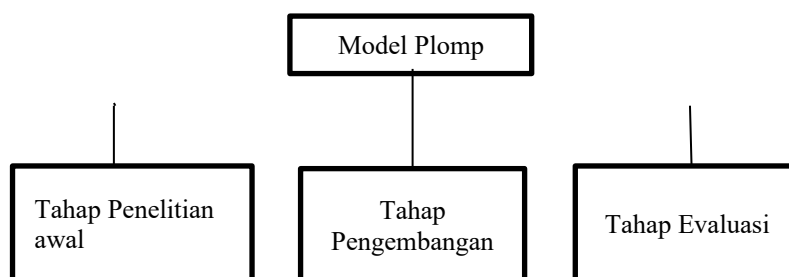 Model Plomp
Tahap Penelitian
awal
Tahap
Pengembangan
Tahap Evaluasi